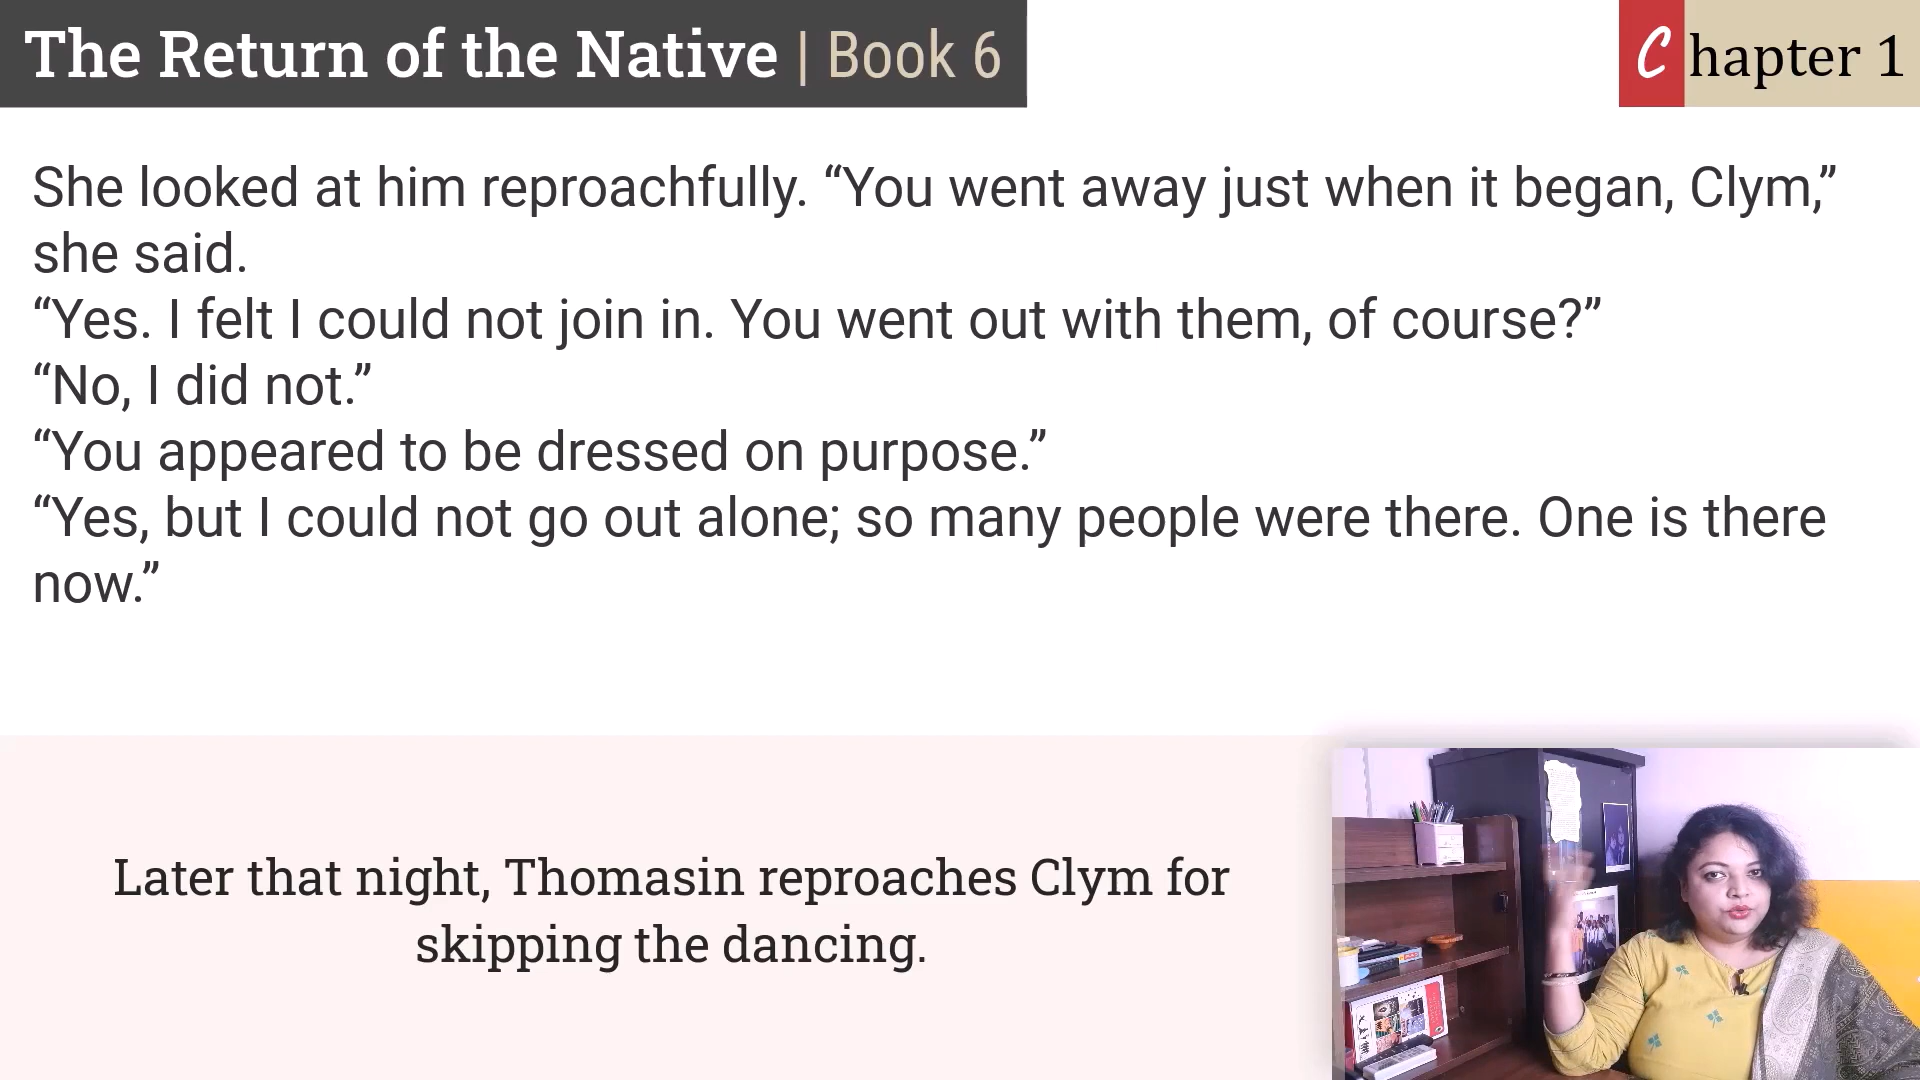 The Return of the Native | Book 6
Chapter 1
She looked at him reproachfully. “You went away just when it began, Clym,”
she said.
“Yes. I felt I could not join in. You went out with them, of course?”
“No, I did not.”
“You appeared to be dressed on purpose.”
“Yes, but I could not go out alone; so many people were there. One is there
now.”
Later that night, Thomasin reproaches Clym for
skipping the dancing.